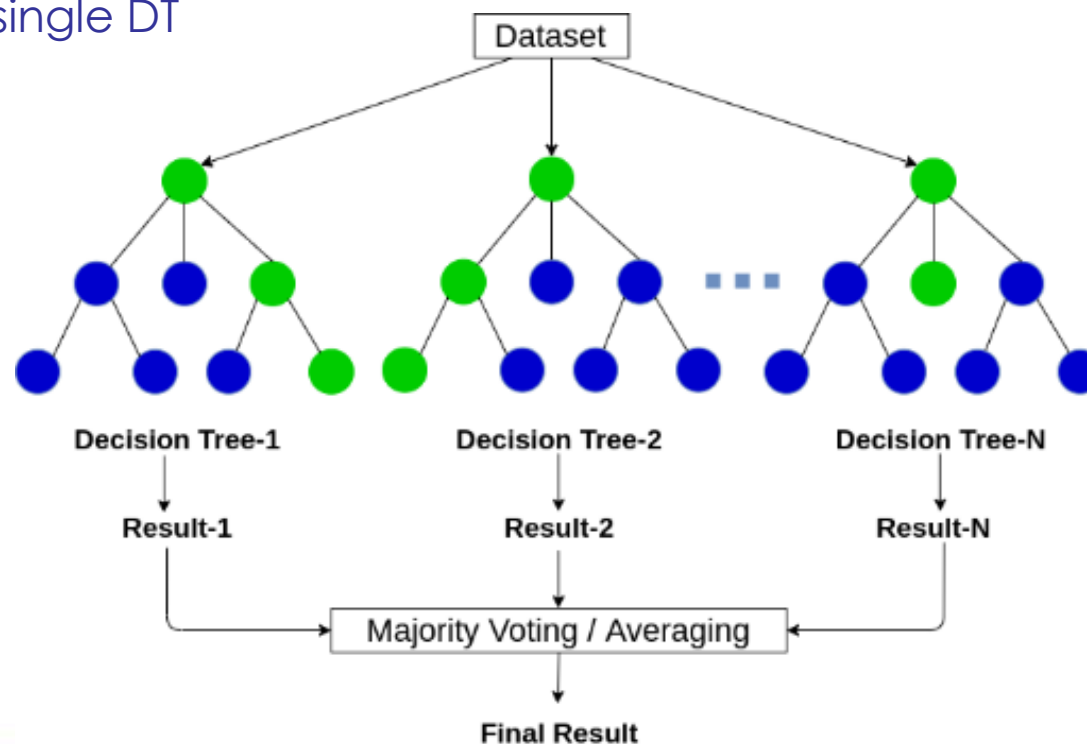 single DT
Dataset
Decision Tree-1
Decision Tree-2
Decision Tree-N
Result-1
Result-2
Result-N
Majority Voting / Averaging
Final Result